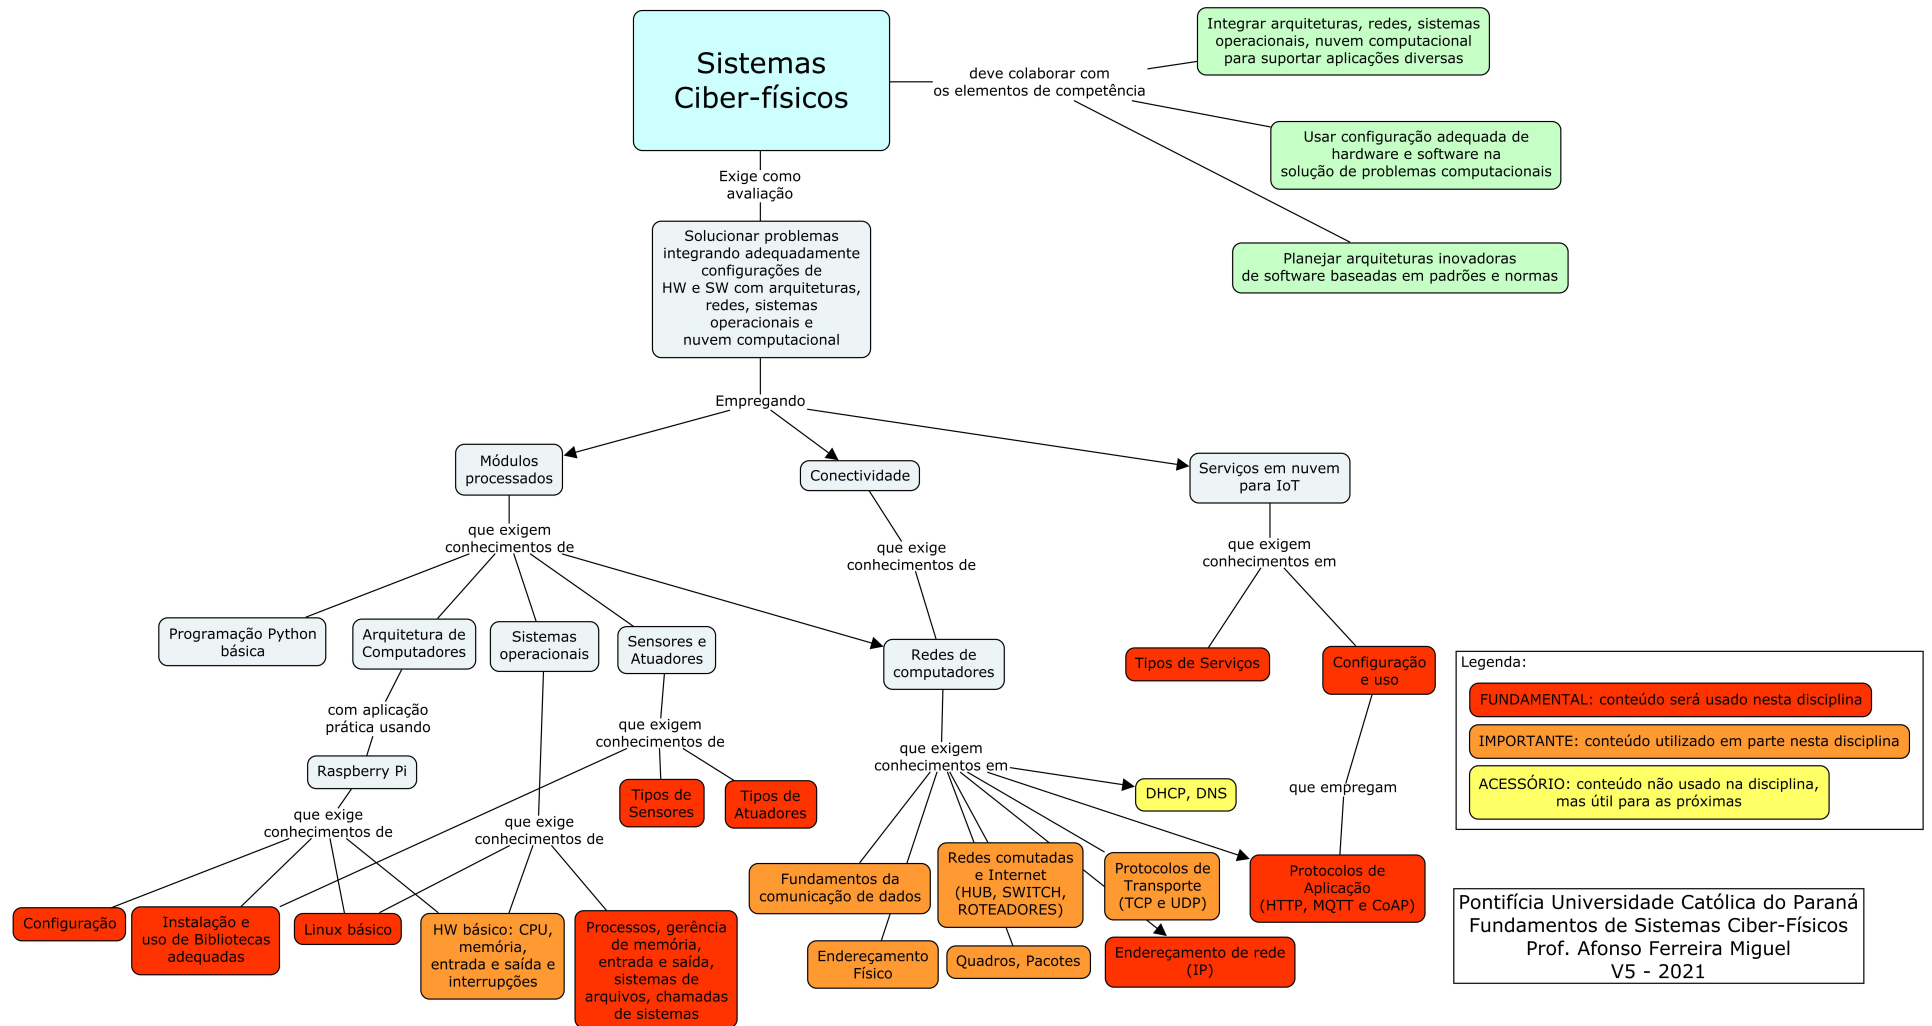 Sistemas
Ciber-físicos
deve colaborar com
os elementos de competência
Integrar arquiteturas, redes, sistemas
operacionais, nuvem computacional
para suportar aplicações diversas
Usar configuração adequada de
hardware e software na
solução de problemas computacionais
Planejar arquiteturas inovadoras
de software baseadas em padrões e normas
Exige como
avaliação
Solucionar problemas
integrando adequadamente
configurações de
HW e SW com arquiteturas,
redes, sistemas
operacionais e
nuvem computacional
Empregando
Módulos
processados
Conectividade
Serviços em nuvem
para IoT
que exigem
conhecimentos de
que exige
conhecimentos de
que exigem
conhecimentos em
Programação Python
básica
Arquitetura de
Computadores
Sistemas
operacionais
Sensores e
Atuadores
Redes de
computadores
Tipos de Serviços
Configuração
e uso
com aplicação
prática usando
Raspberry Pi
que exigem
conhecimentos de
Tipos de
Sensores
Tipos de
Atuadores
que exige
conhecimentos de
que exige
conhecimentos de
que exigem
conhecimentos em
DHCP, DNS
que empregam
Configuração
Instalação e
uso de Bibliotecas
adequadas
Linux básico
HW básico: CPU,
memória,
entrada e saída e
interrupções
Processos, gerência
de memória,
entrada e saída,
sistemas de
arquivos, chamadas
de sistemas
Fundamentos da
comunicação de dados
Endereçamento
Físico
Redes comutadas
e Internet
(HUB, SWITCH,
ROTEADORES)
Quadros, Pacotes
Protocolos de
Transporte
(TCP e UDP)
Endereçamento de rede
(IP)
Protocolos de
Aplicação
(HTTP, MQTT e CoAP)
Legenda:
FUNDAMENTAL: conteúdo será usado nesta disciplina
IMPORTANTE: conteúdo utilizado em parte nesta disciplina
ACESSÓRIO: conteúdo não usado na disciplina,
mas útil para as próximas
Pontifícia Universidade Católica do Paraná
Fundamentos de Sistemas Ciber-Físicos
Prof. Afonso Ferreira Miguel
V5 - 2021